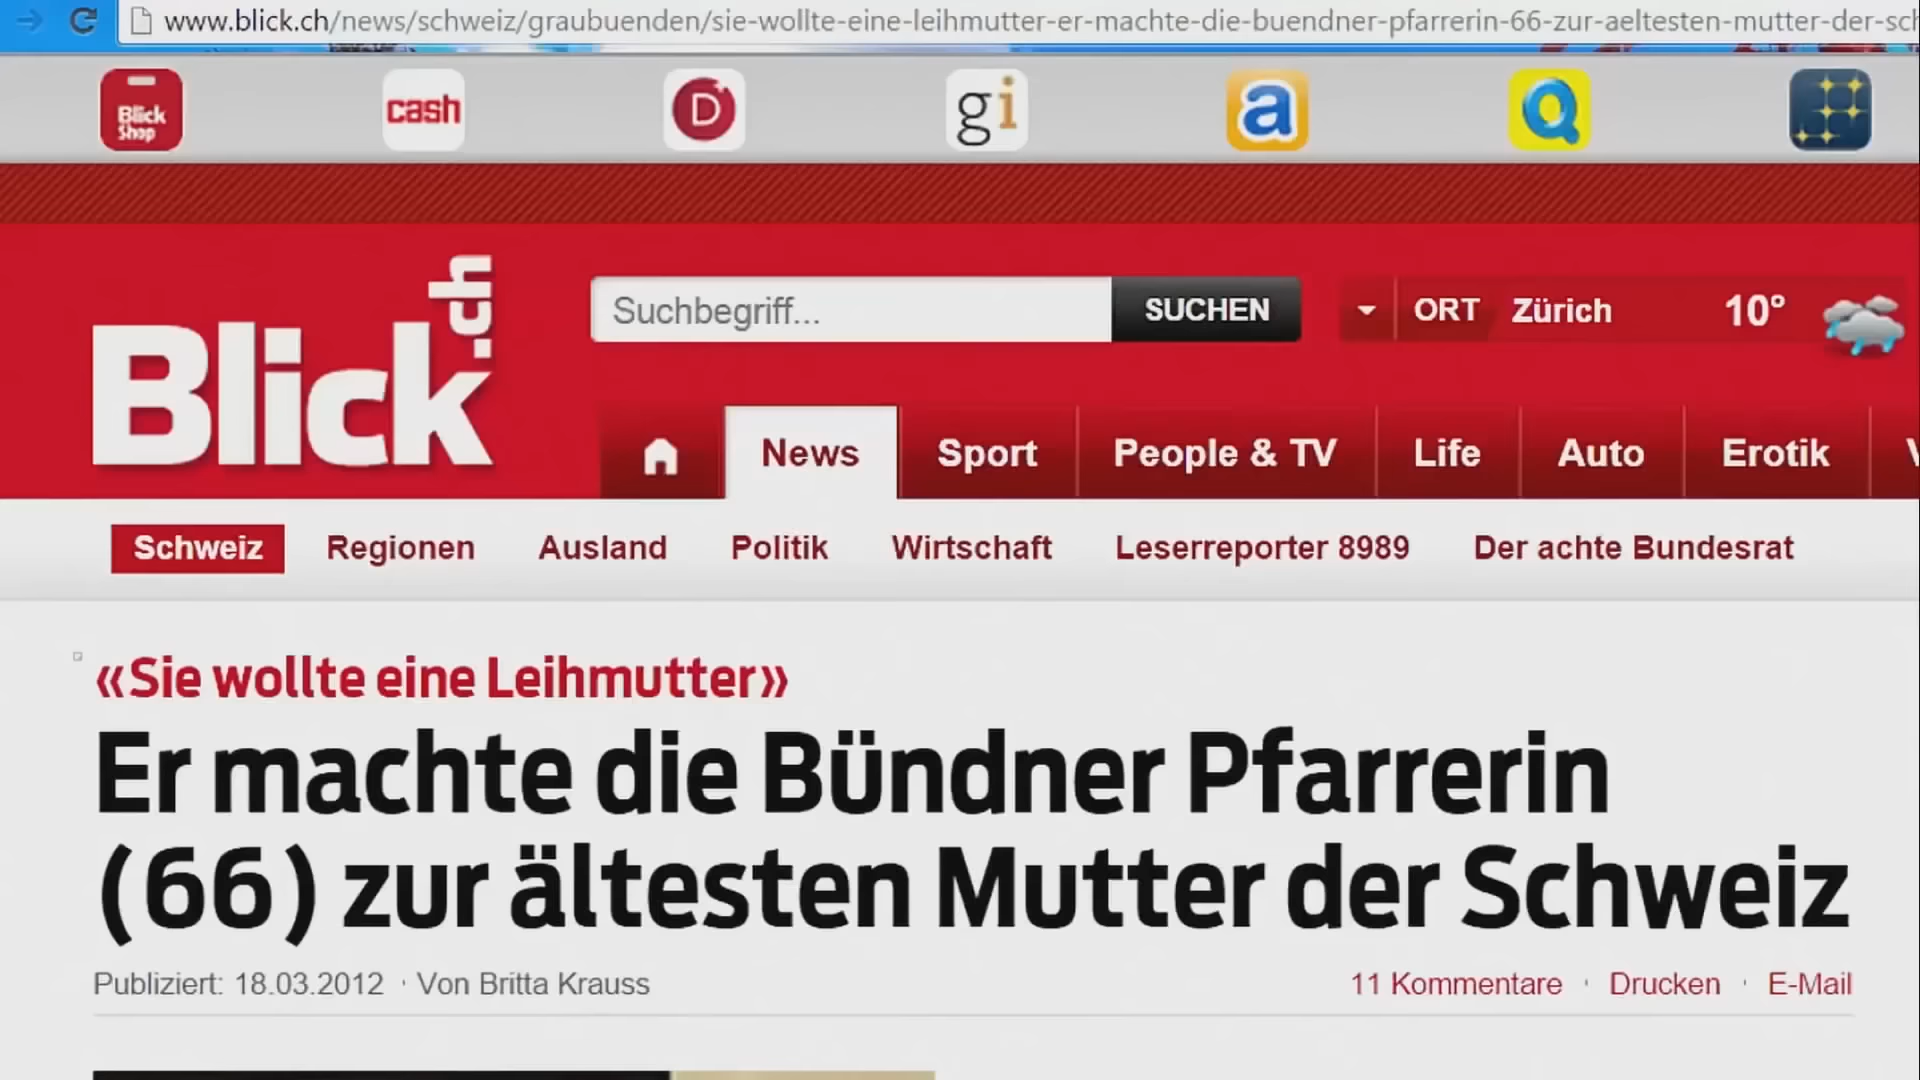 www.blick.ch/news/schweiz/graubuenden/sie-wollte-eine-leihmutter-er-machte-die-buendner-pfarrerin-66-zur-aeltesten-mutter-der-sch
Blick Shop
cash
D
gi
a
Q
Blick.ch
Suchbegriff... SUCHEN ORT Zürich 10°
News Sport People & TV Life Auto Erotik
Schweiz Regionen Ausland Politik Wirtschaft Leserreporter 8989 Der achte Bundesrat
«Sie wollte eine Leihmutter»
Er machte die Bündner Pfarrerin
(66) zur ältesten Mutter der Schweiz
Publiziert: 18.03.2012 · Von Britta Krauss 11 Kommentare · Drucken · E-Mail